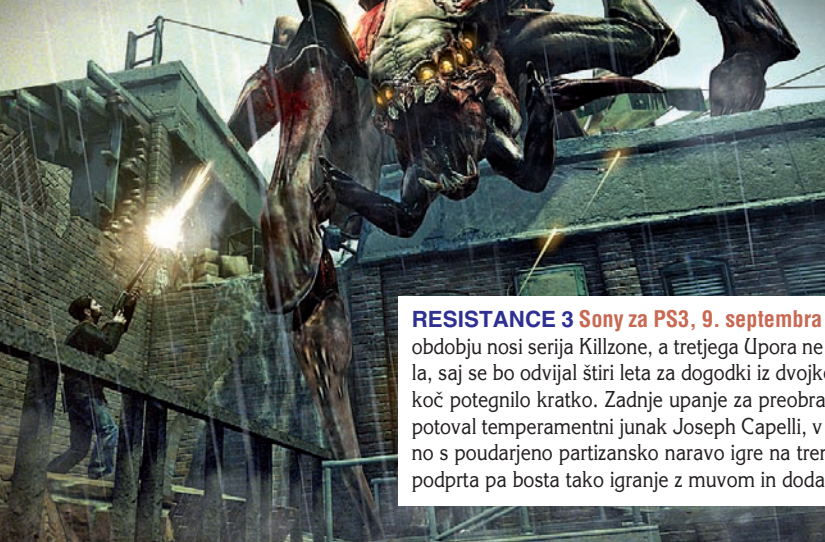 RESISTANCE 3 Sony za PS3, 9. septembra
obdobju nosi serija Killzone, a tretjega Upora ne
la, saj se bo odvijal štiri leta za dogodki iz dvojke
koč potegnilo kratko. Zadnje upanje za preobra
potoval temperamentni junak Joseph Capelli, v
no s poudarjeno partizansko naravo igre na tren
podprta pa bosta tako igranje z muvom in doda